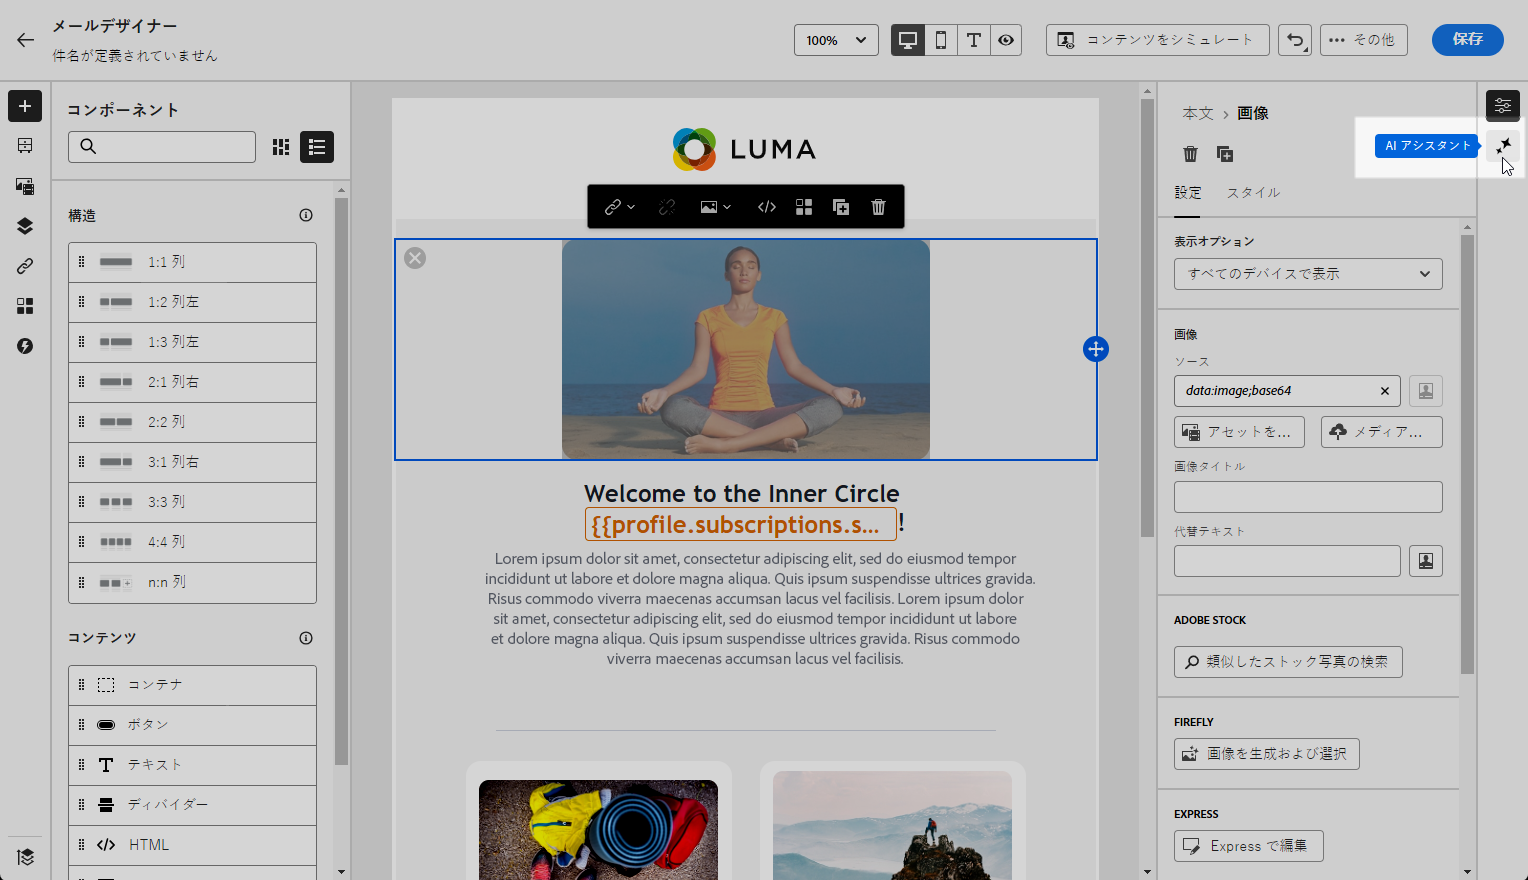 メールデザイナー
件名が定義されていません
100%
コンテンツをシミュレート
その他
保存
コンポーネント
構造
1:1 列
1:2 列左
1:3 列左
2:1 列右
2:2 列
3:1 列右
3:3 列
4:4 列
n:n 列
コンテンツ
コンテナ
ボタン
テキスト
ディバイダー
HTML
LUMA
Welcome to the Inner Circle
{{profile.subscriptions.s... !
Lorem ipsum dolor sit amet, consectetur adipiscing elit, sed do eiusmod tempor
incididunt ut labore et dolore magna aliqua. Quis ipsum suspendisse ultrices gravida.
Risus commodo viverra maecenas accumsan lacus vel facilisis. Lorem ipsum dolor
sit amet, consectetur adipiscing elit, sed do eiusmod tempor incididunt ut labore
et dolore magna aliqua. Quis ipsum suspendisse ultrices gravida. Risus commodo
viverra maecenas accumsan lacus vel facilisis.
本文 > 画像
AI アシスタント
設定 スタイル
表示オプション
すべてのデバイスで表示
画像
ソース
data:image;base64
アセットを... メディア...
画像タイトル
代替テキスト
ADOBE STOCK
類似したストック写真の検索
FIREFLY
画像を生成および選択
EXPRESS
Express で編集